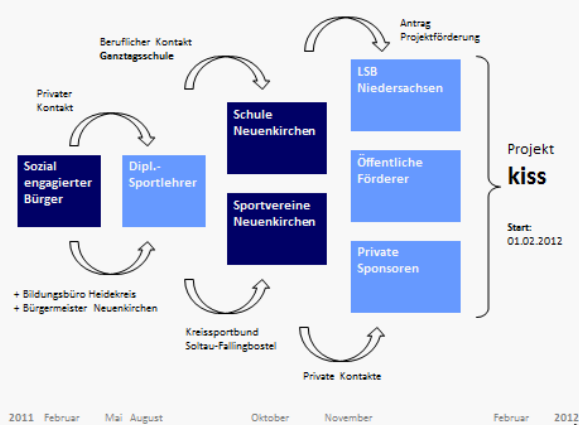 Antrag
Projektförderung
Beruflicher Kontakt
Ganztagsschule
Privater
Kontakt
LSB
Niedersachsen
Schule
Neuenkirchen
Sozial
engagierter
Bürger
Dipl.-
Sportlehrer
Öffentliche
Förderer
Sportvereine
Neuenkirchen
Private
Sponsoren
Projekt
kiss
Start:
01.02.2012
+ Bildungsbüro Heidekreis
+ Bürgermeister Neuenkirchen
Kreissportbund
Soltau-Fallingbostel
Private Kontakte
2011 Februar Mai August Oktober November Februar 2012